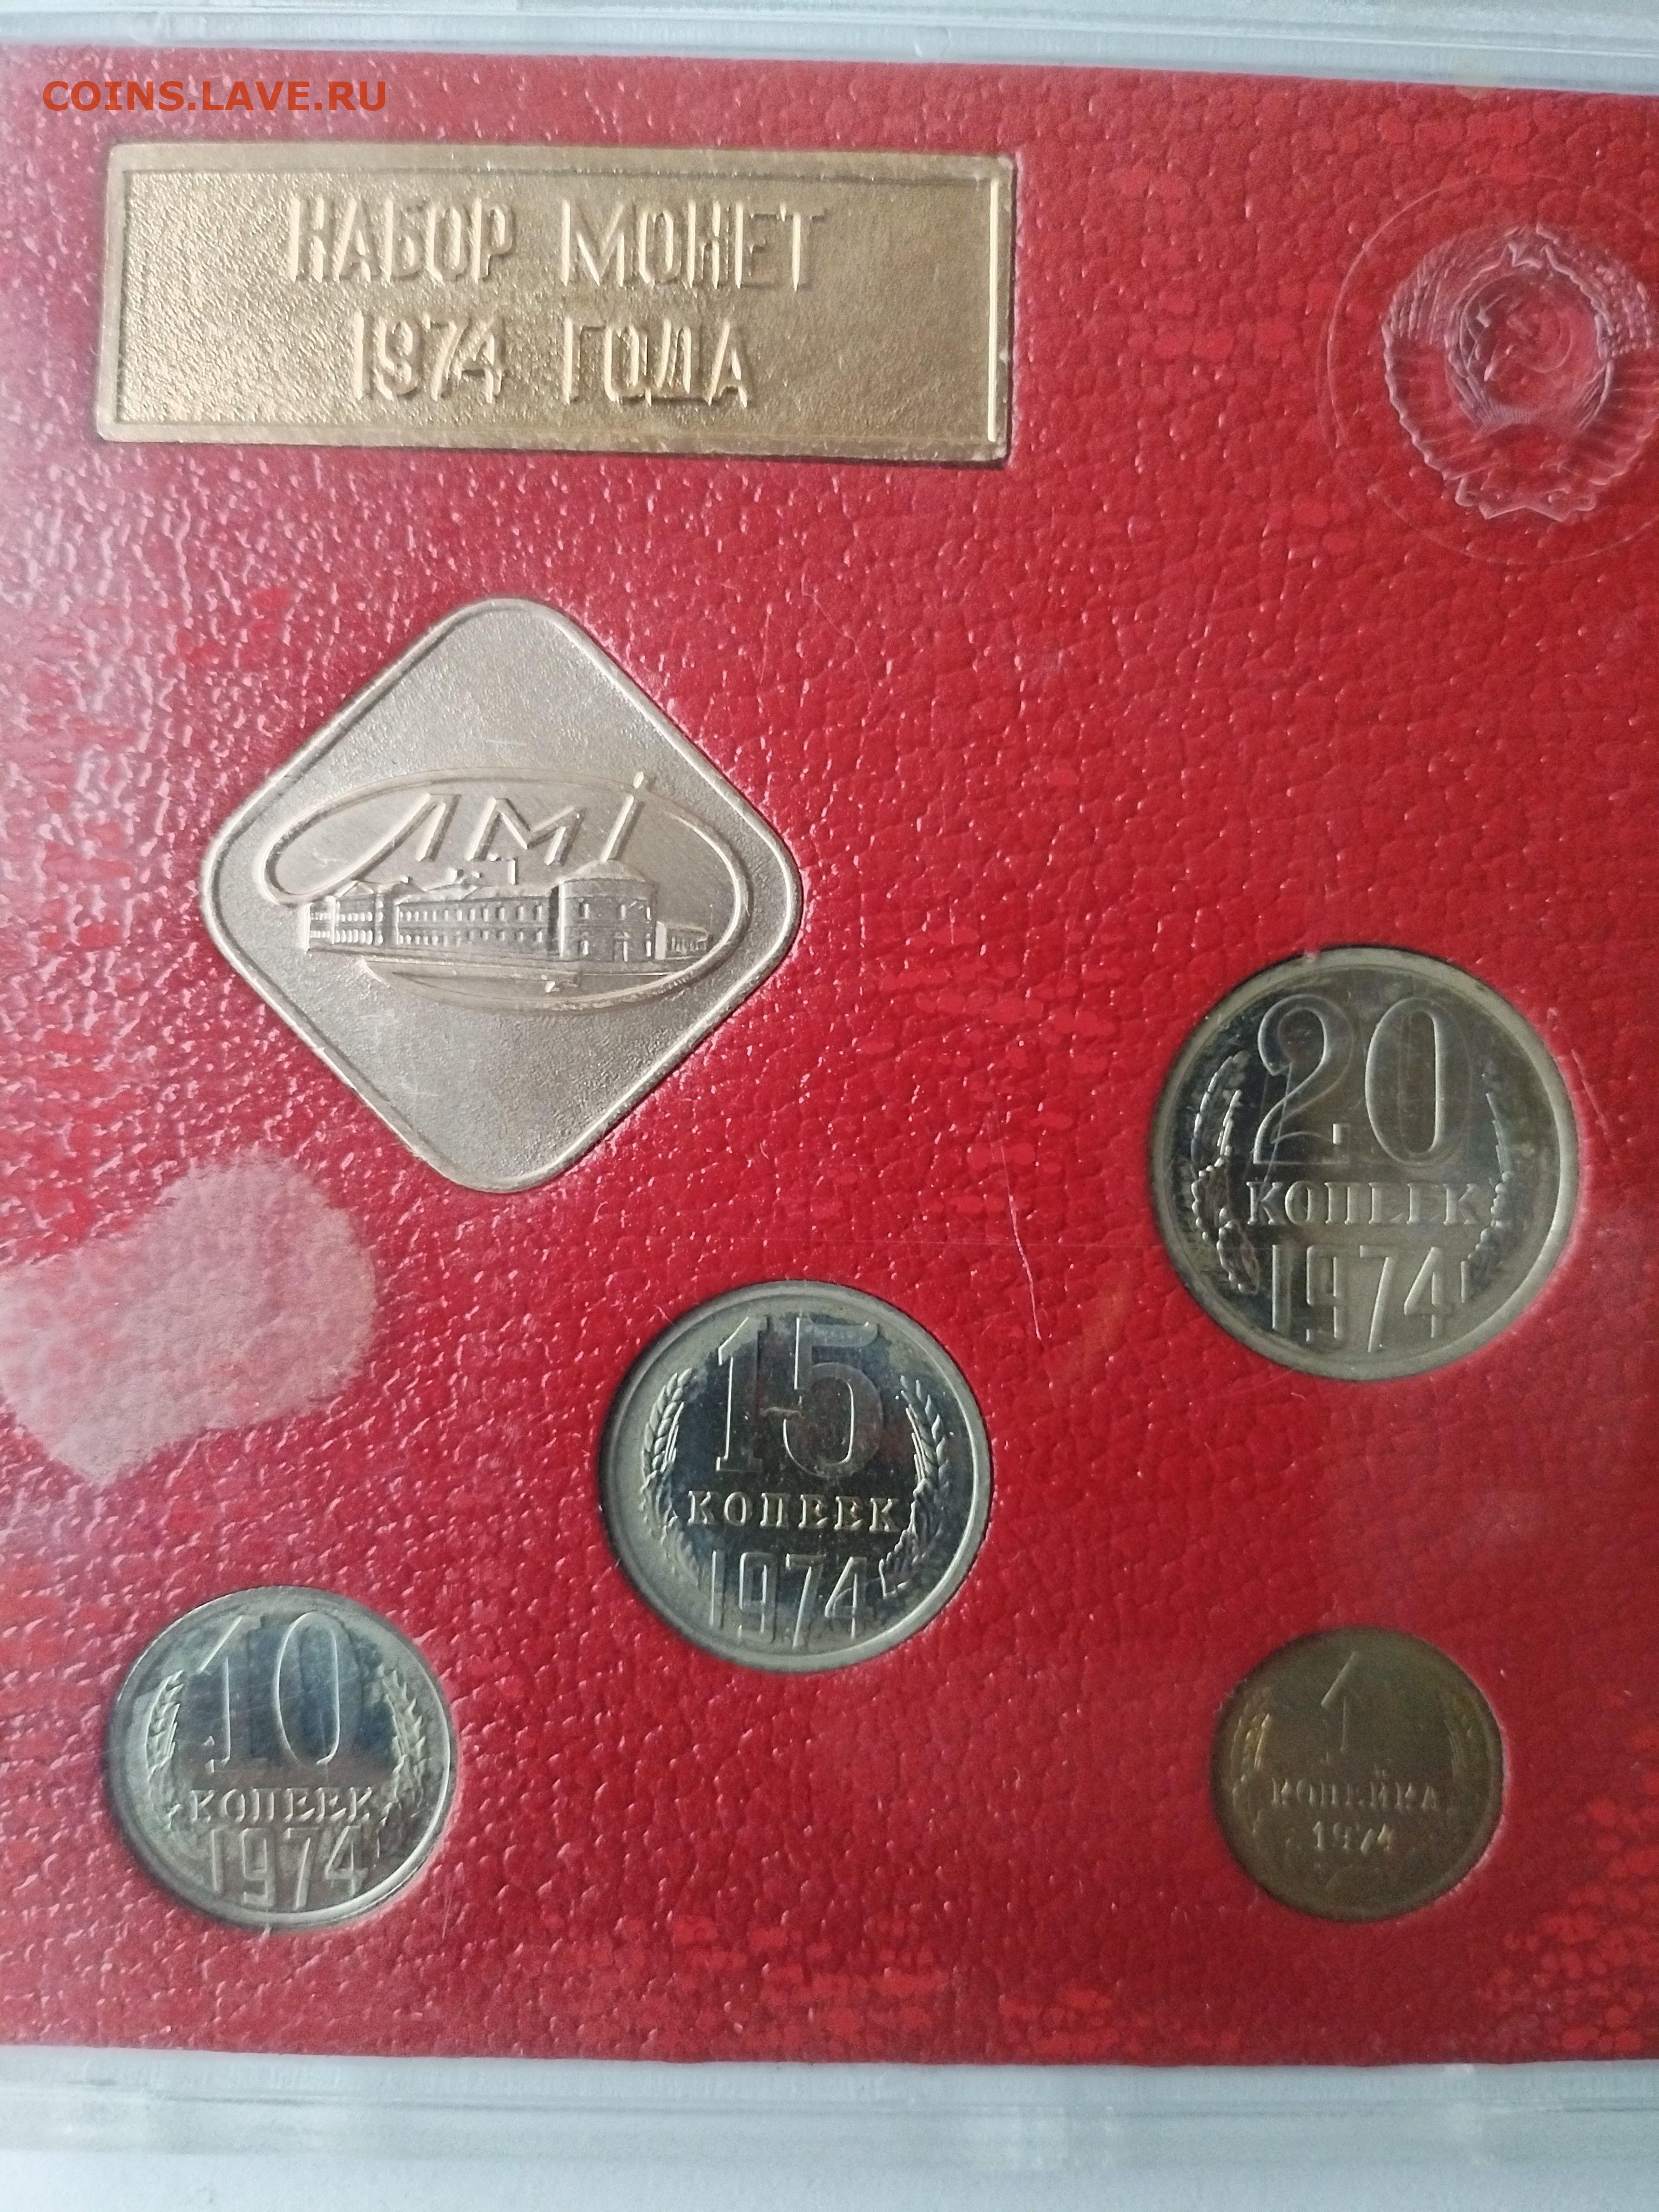 COINS.LAVE.RU
НАБОР МОНЕТ
1974 ГОДА
ЛМД
20
КОПЕЕК
1974
15
КОПЕЕК
1974
10
КОПЕЕК
1974
1
КОПЕЙКА
1974